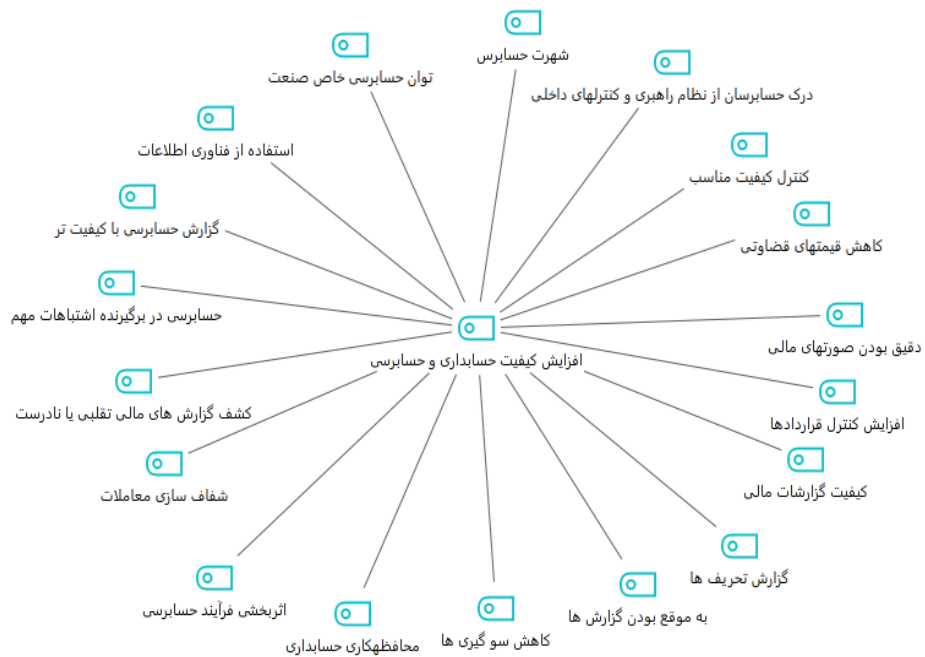 شهرت حسابرس
توان حسابرسی خاص صنعت
درک حسابرسان از نظام راهبری و کنترلهای داخلی
استفاده از فناوری اطلاعات
کنترل کیفیت مناسب
گزارش حسابرسی با کیفیت تر
کاهش قیمتهای قضاوتی
حسابرسی در برگیرنده اشتباهات مهم
دقیق بودن صورتهای مالی
افزایش کیفیت حسابداری و حسابرسی
کشف گزارش های مالی تقلبی یا نادرست
افزایش کنترل قراردادها
شفاف سازی معاملات
کیفیت گزارشات مالی
گزارش تحریف ها
اثربخشی فرآیند حسابرسی
به موقع بودن گزارش ها
کاهش سو گیری ها
محافظهکاری حسابداری